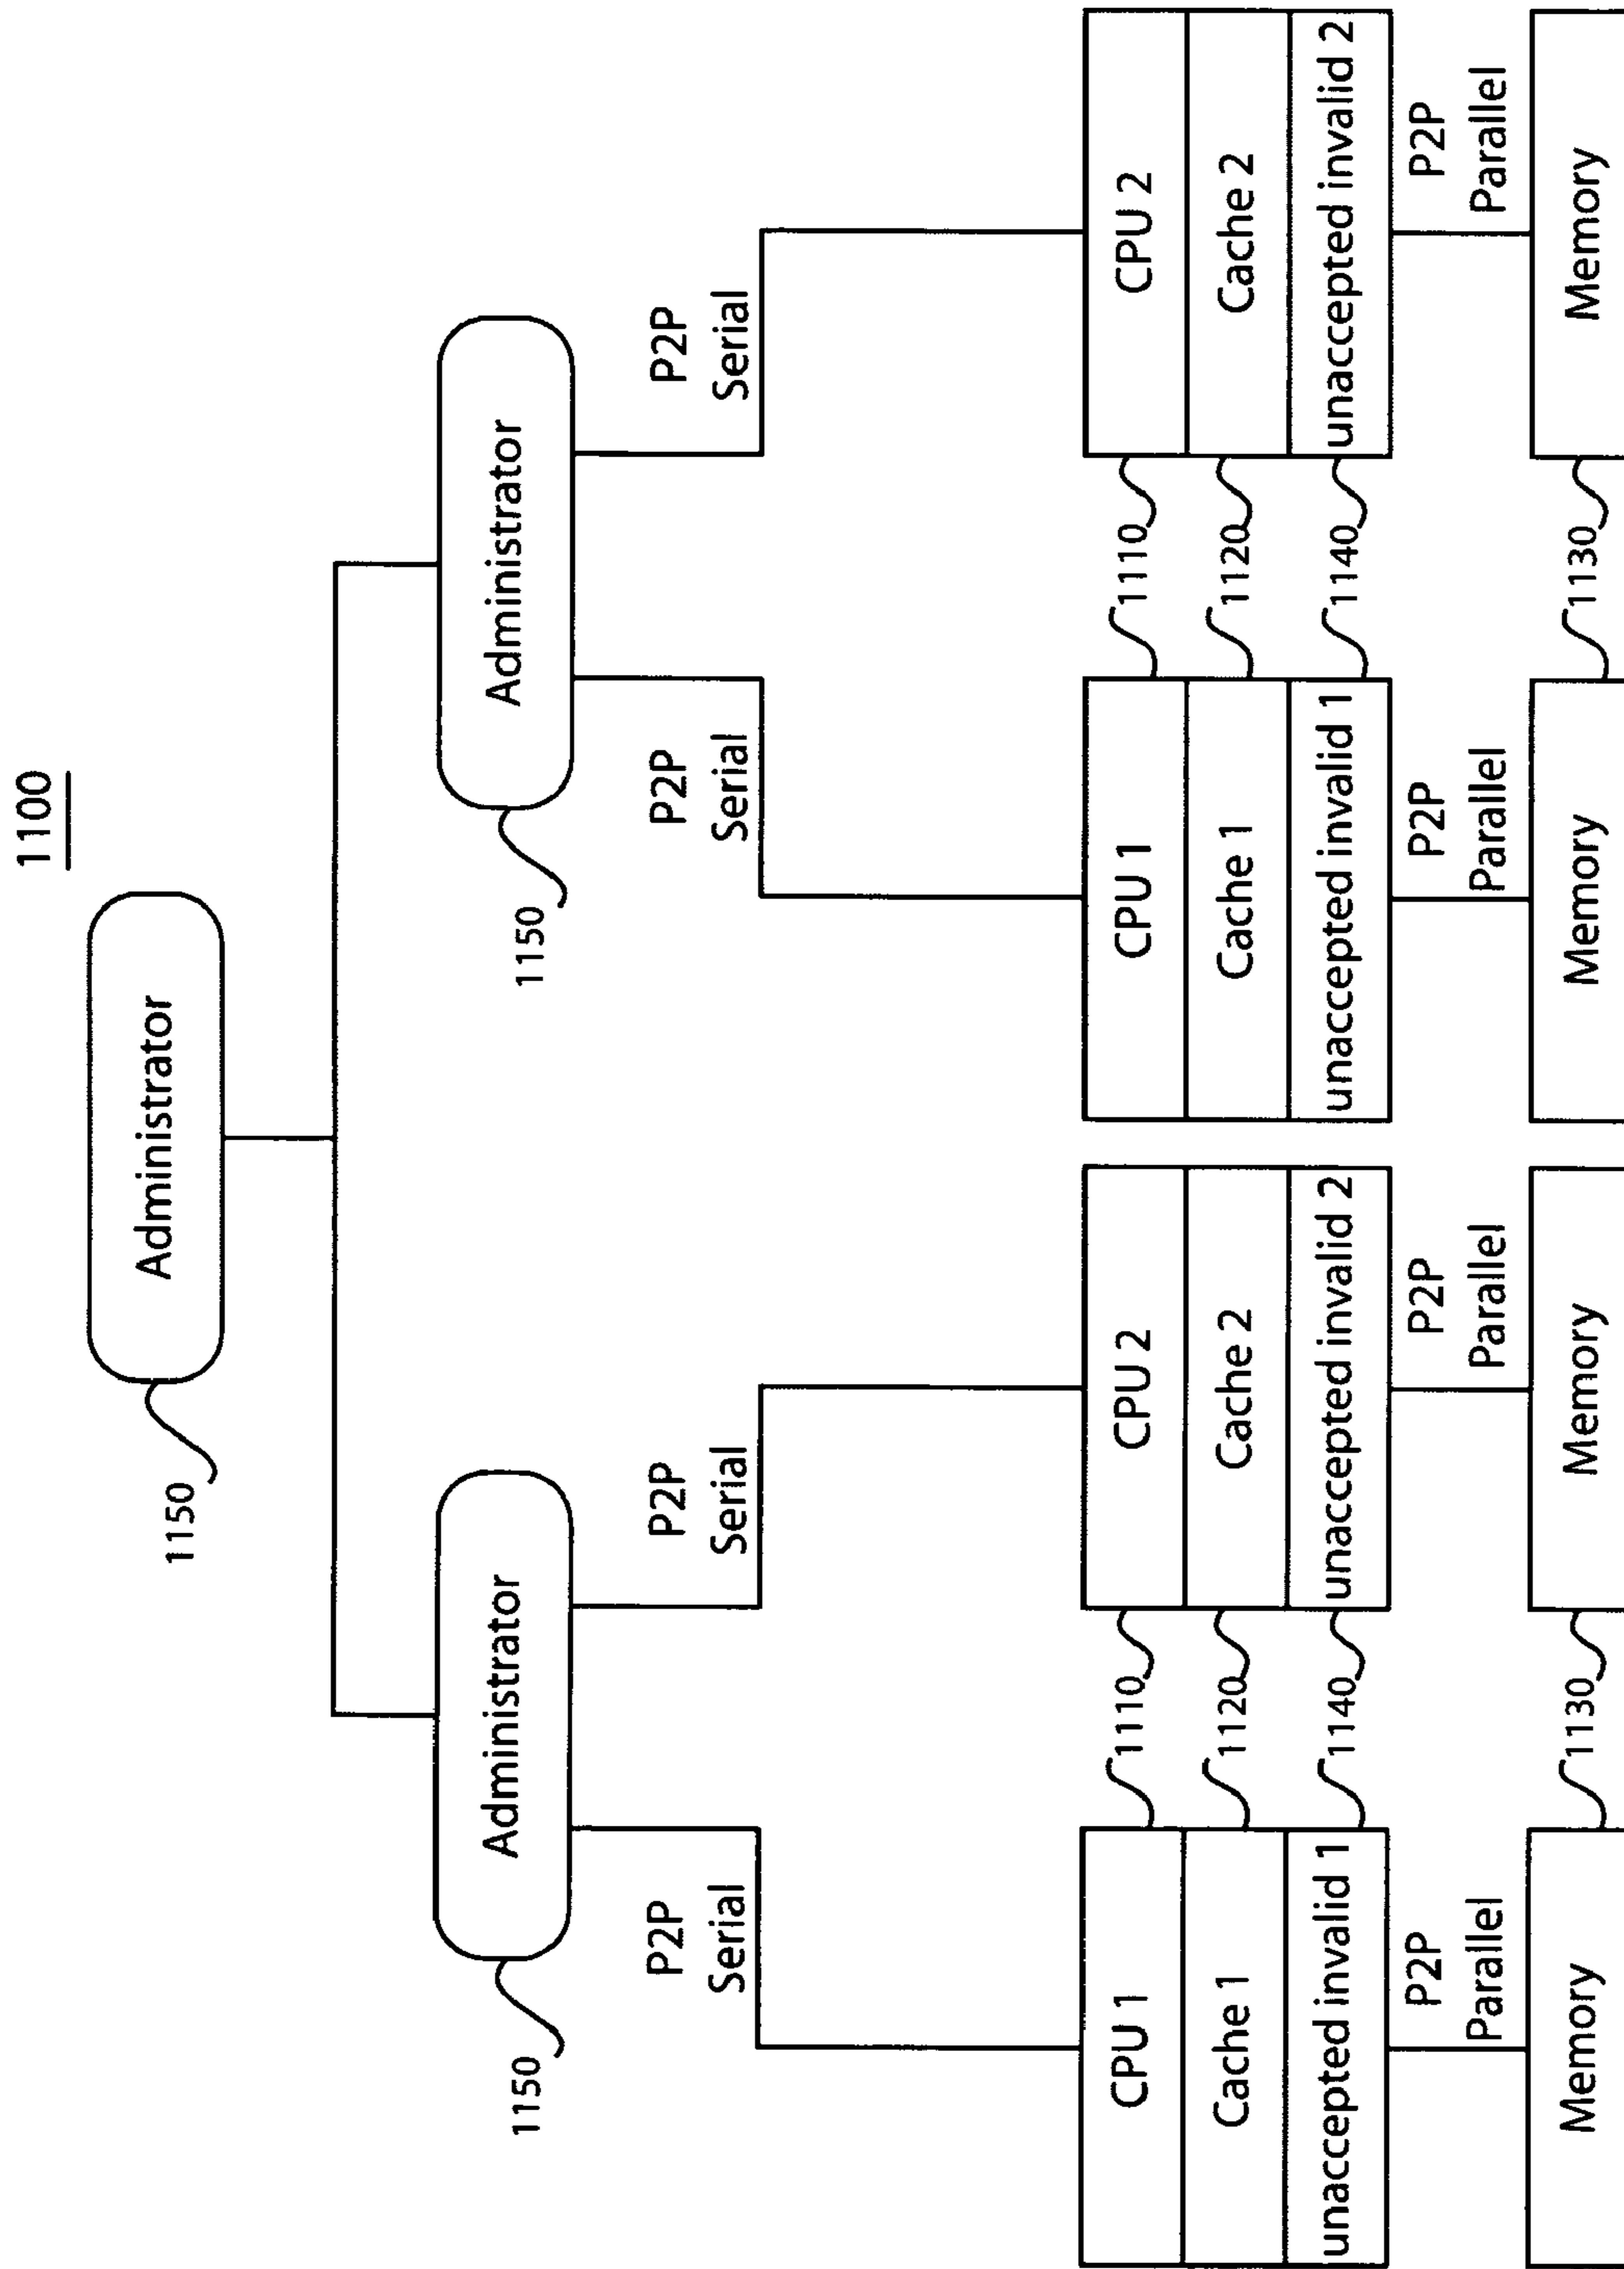 1100
Administrator
1150
Administrator
1150
Administrator
1150
P2P
Serial
P2P
Serial
P2P
Serial
P2P
Serial
CPU 1
1110
CPU 2
CPU 1
1110
CPU 2
Cache 1
1120
Cache 2
Cache 1
1120
Cache 2
unaccepted invalid 1
1140
unaccepted invalid 2
unaccepted invalid 1
1140
unaccepted invalid 2
P2P
Parallel
P2P
Parallel
P2P
Parallel
P2P
Parallel
Memory
1130
Memory
Memory
1130
Memory